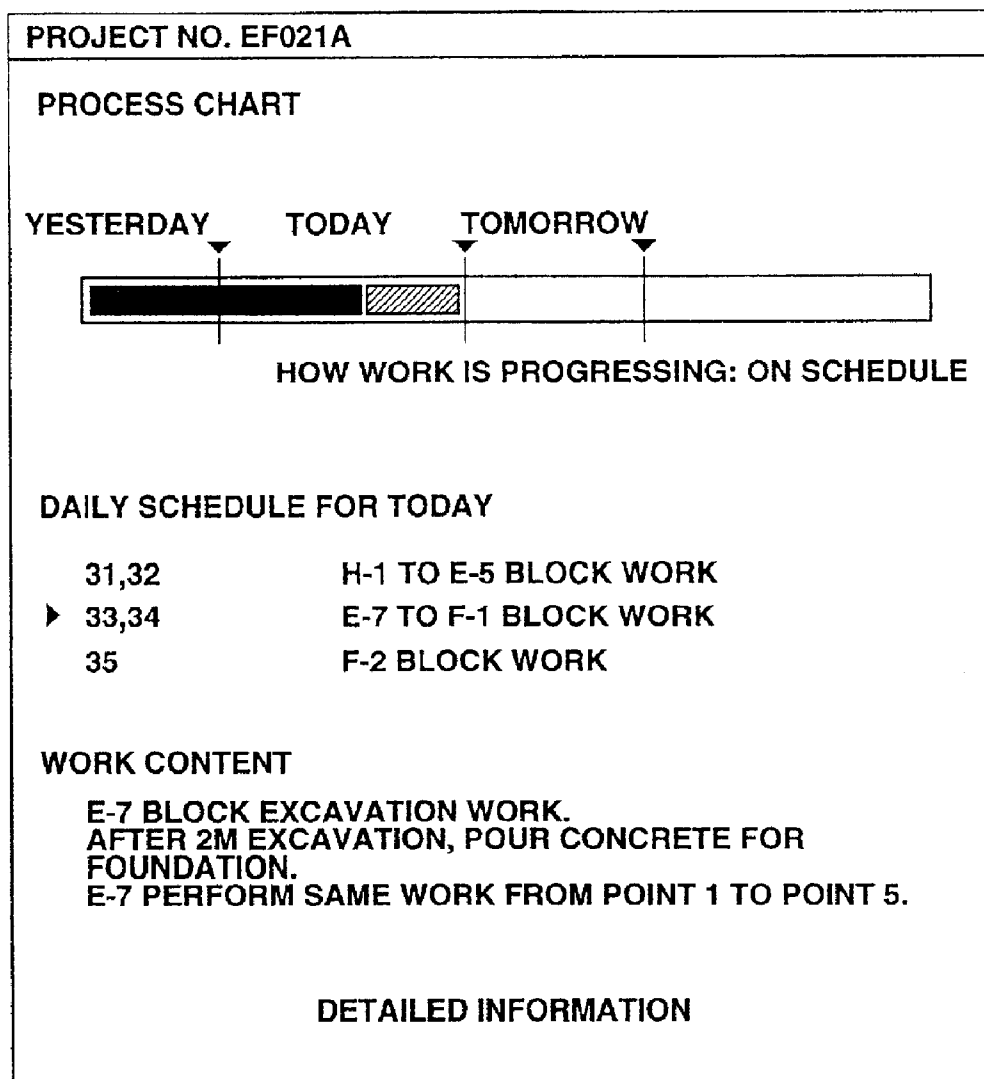 PROJECT NO. EF021A
PROCESS CHART
YESTERDAY TODAY TOMORROW
HOW WORK IS PROGRESSING: ON SCHEDULE
DAILY SCHEDULE FOR TODAY
31,32 H-1 TO E-5 BLOCK WORK
33,34 E-7 TO F-1 BLOCK WORK
35 F-2 BLOCK WORK
WORK CONTENT
E-7 BLOCK EXCAVATION WORK.
AFTER 2M EXCAVATION, POUR CONCRETE FOR
FOUNDATION.
E-7 PERFORM SAME WORK FROM POINT 1 TO POINT 5.
DETAILED INFORMATION